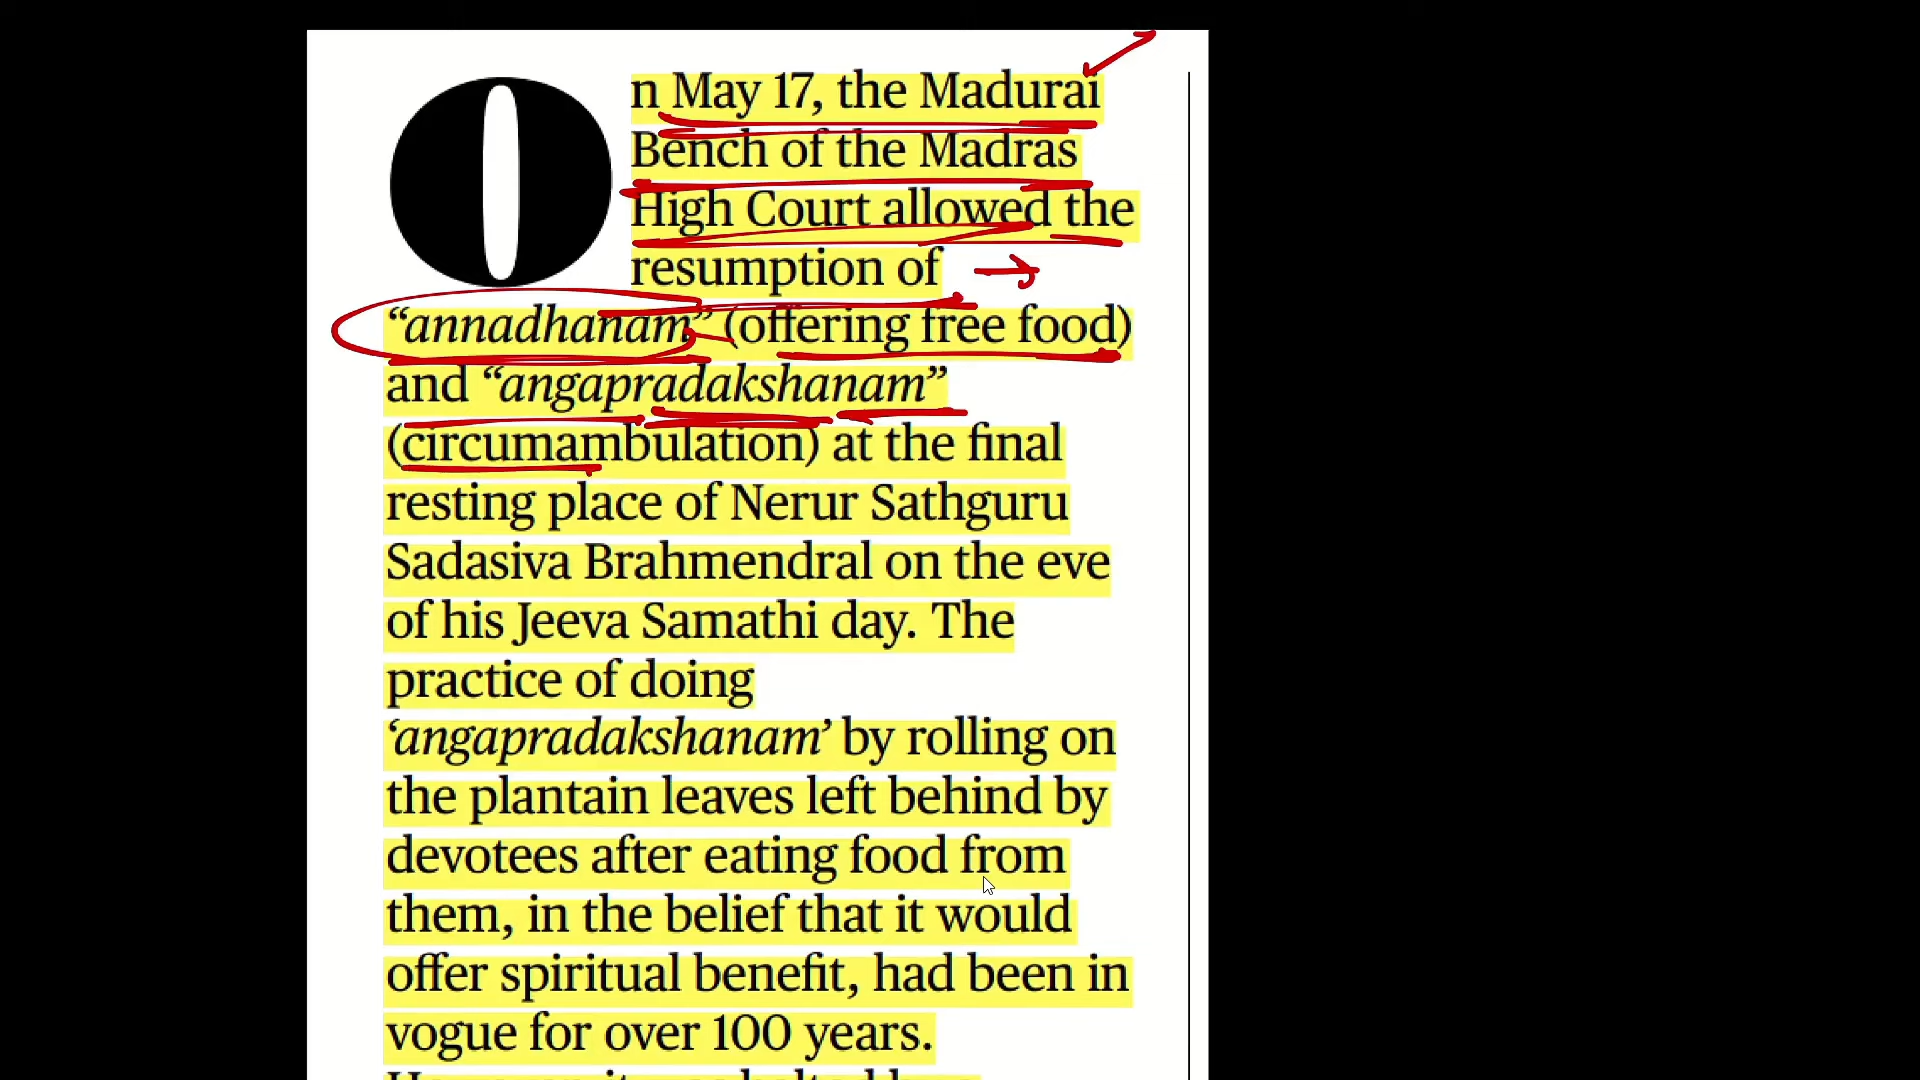 On May 17, the Madurai
Bench of the Madras
High Court allowed the
resumption of
“annadhanam” (offering free food)
and “angapradakshanam”
(circumambulation) at the final
resting place of Nerur Sathguru
Sadasiva Brahmendral on the eve
of his Jeeva Samathi day. The
practice of doing
‘angapradakshanam’ by rolling on
the plantain leaves left behind by
devotees after eating food from
them, in the belief that it would
offer spiritual benefit, had been in
vogue for over 100 years.